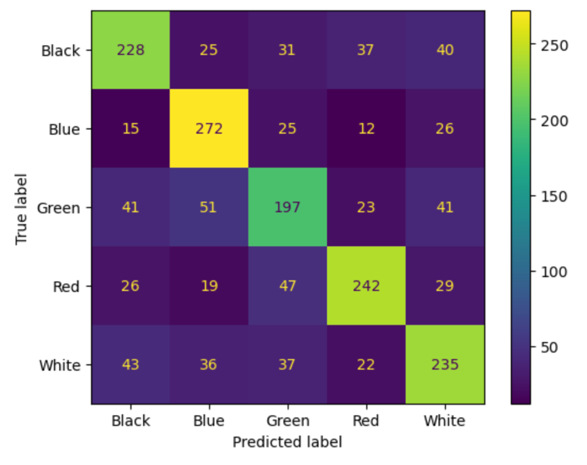 Black 228 25 31 37 40
Blue 15 272 25 12 26
Green 41 51 197 23 41
Red 26 19 47 242 29
White 43 36 37 22 235
Black Blue Green Red White
Predicted label
True label
250
200
150
100
50